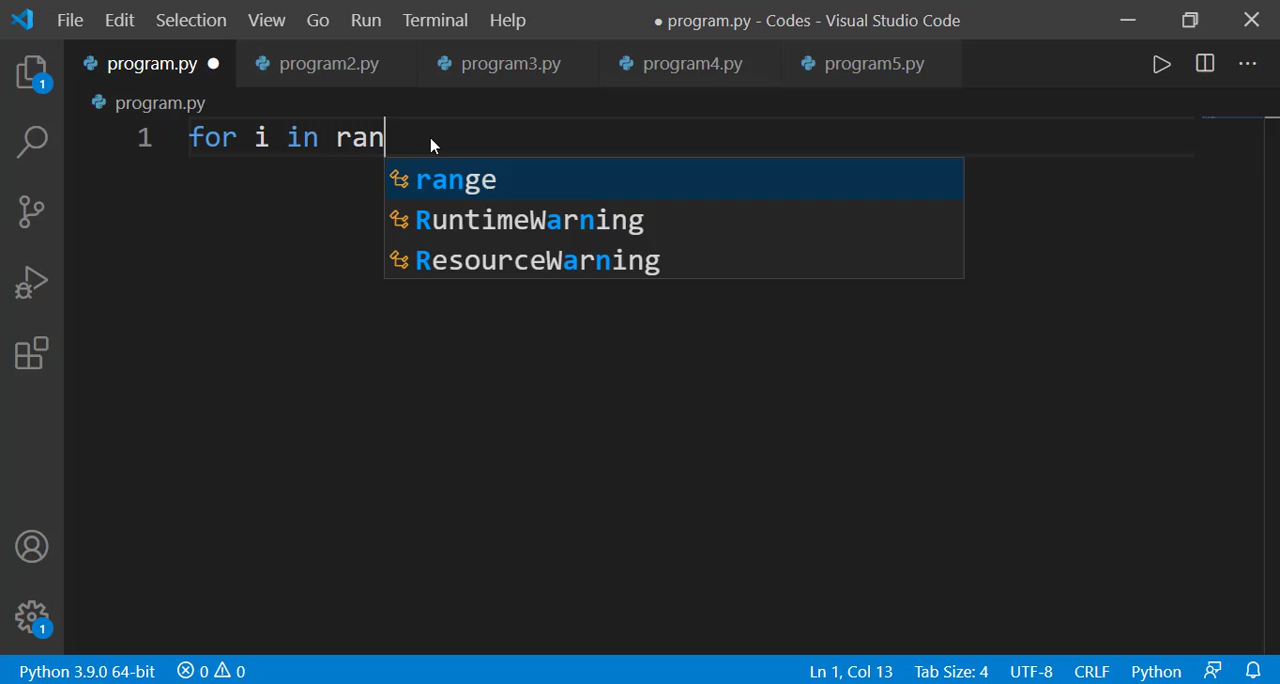 File Edit Selection View Go Run Terminal Help ● program.py - Codes - Visual Studio Code
program.py program2.py program3.py program4.py program5.py
1
program.py
1 for i in ran
range
RuntimeWarning
ResourceWarning
1
Python 3.9.0 64-bit 0 0 Ln 1, Col 13 Tab Size: 4 UTF-8 CRLF Python